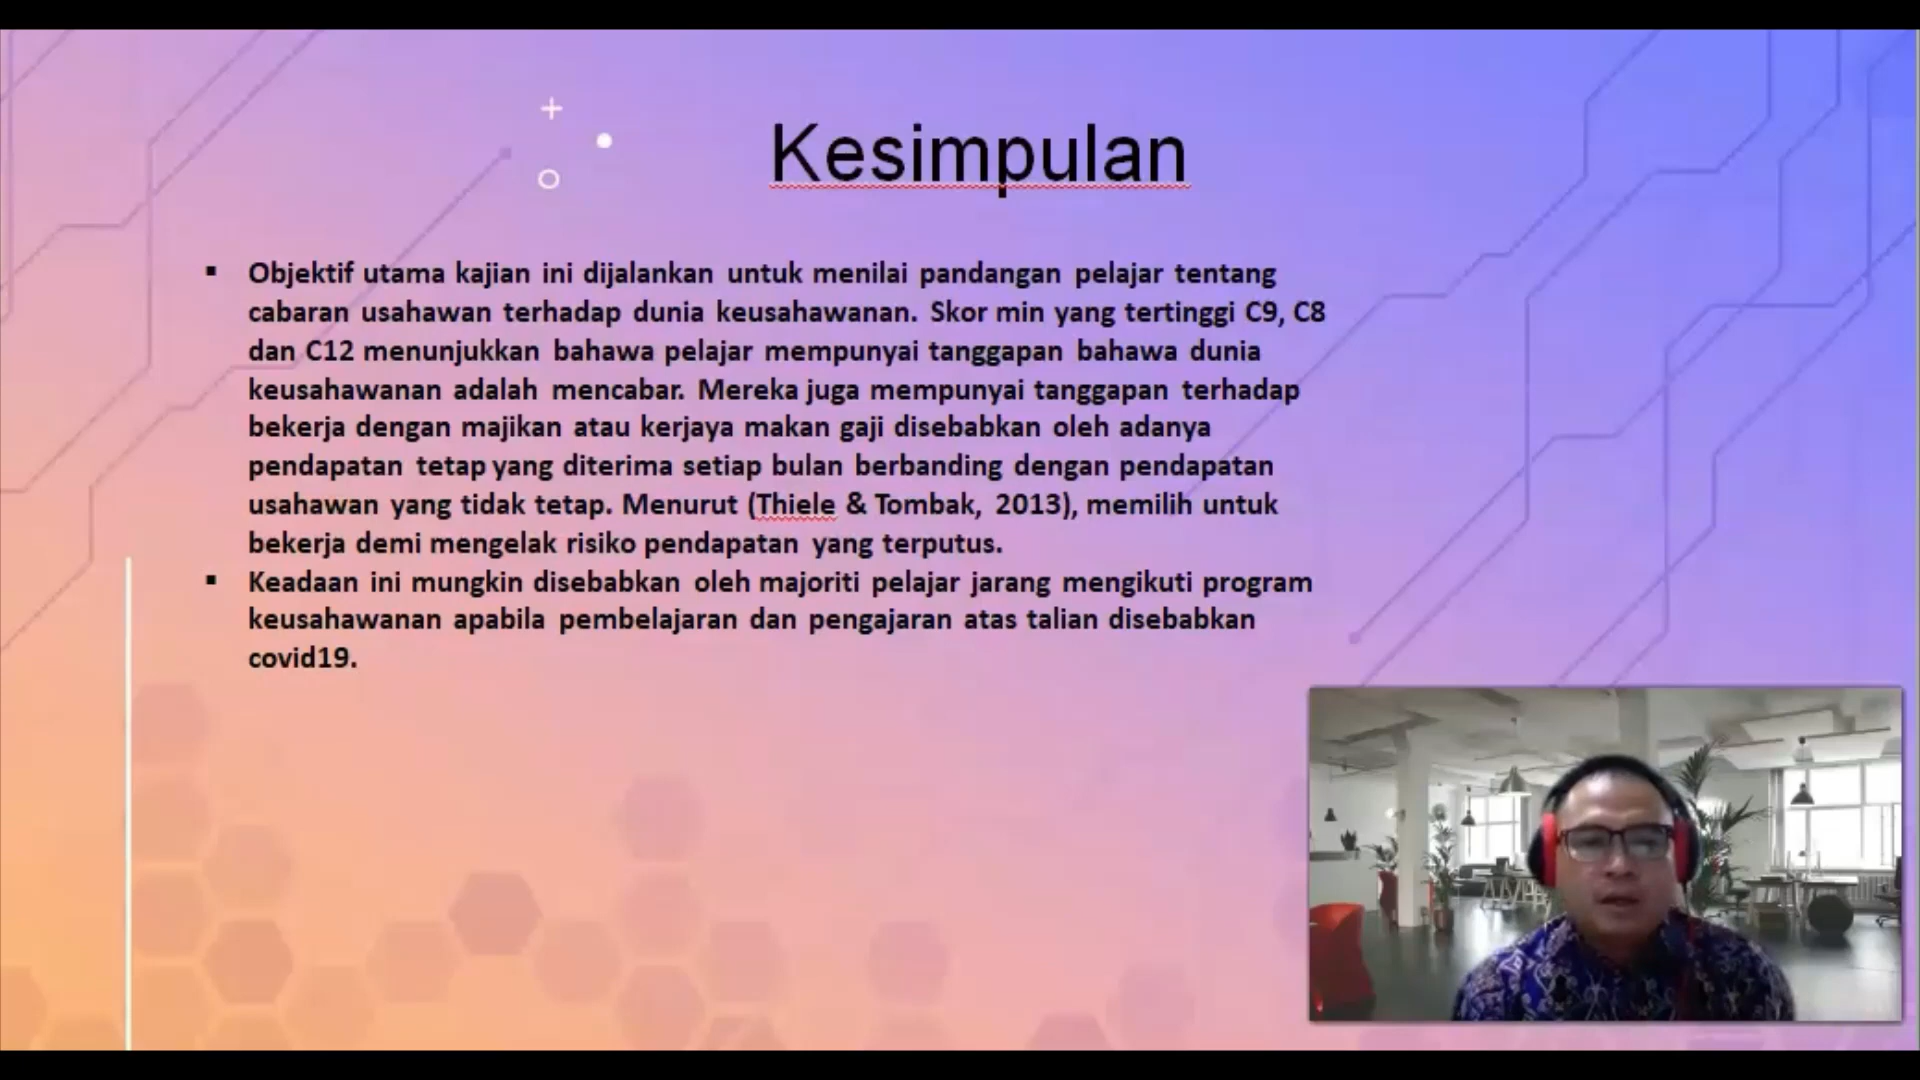 Kesimpulan
▪ Objektif utama kajian ini dijalankan untuk menilai pandangan pelajar tentang
cabaran usahawan terhadap dunia keusahawanan. Skor min yang tertinggi C9, C8
dan C12 menunjukkan bahawa pelajar mempunyai tanggapan bahawa dunia
keusahawanan adalah mencabar. Mereka juga mempunyai tanggapan terhadap
bekerja dengan majikan atau kerjaya makan gaji disebabkan oleh adanya
pendapatan tetap yang diterima setiap bulan berbanding dengan pendapatan
usahawan yang tidak tetap. Menurut (Thiele & Tombak, 2013), memilih untuk
bekerja demi mengelak risiko pendapatan yang terputus.
▪ Keadaan ini mungkin disebabkan oleh majoriti pelajar jarang mengikuti program
keusahawanan apabila pembelajaran dan pengajaran atas talian disebabkan
covid19.